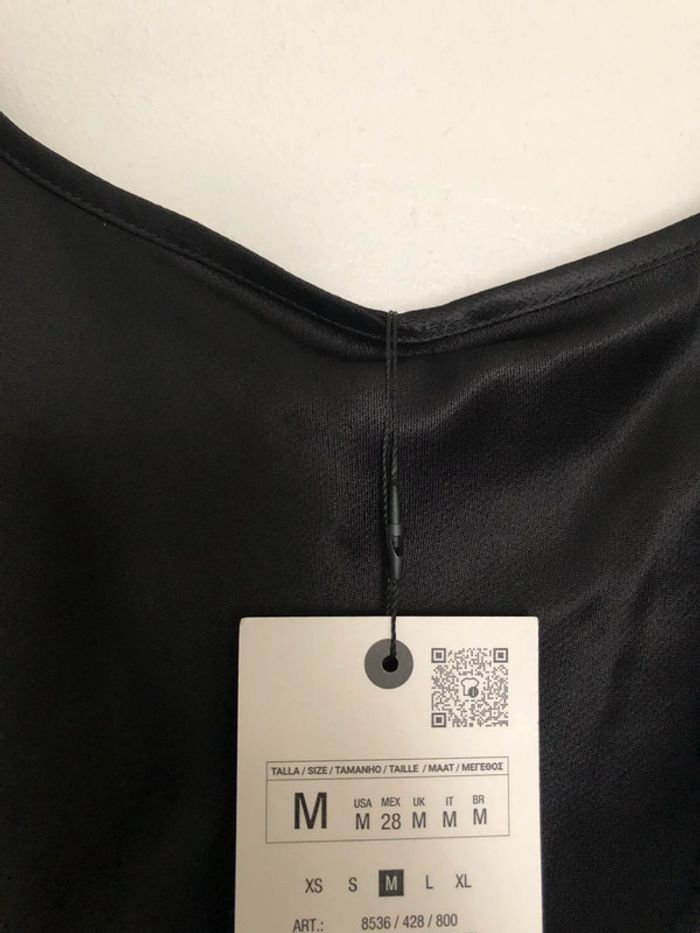 TALLA / SIZE / TAMANHO / TAILLE / MAAT / ΜΕΓΕΘΟΣ
M
USA MEX UK IT BR
M 28 M M M
XS S M L XL
ART.: 8536 / 428 / 800